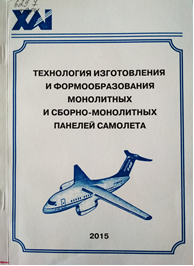 ХАІ
ТЕХНОЛОГИЯ ИЗГОТОВЛЕНИЯ
И ФОРМООБРАЗОВАНИЯ
МОНОЛИТНЫХ
И СБОРНО-МОНОЛИТНЫХ
ПАНЕЛЕЙ САМОЛЕТА
2015